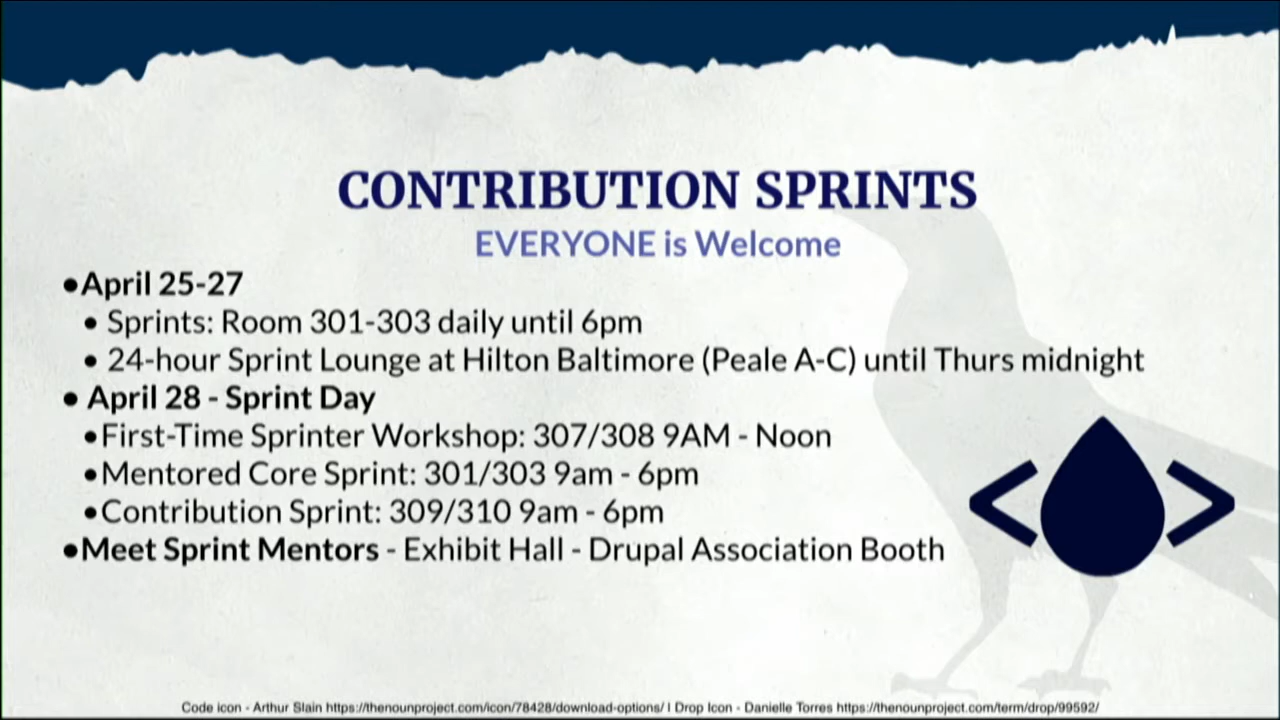 CONTRIBUTION SPRINTS
EVERYONE is Welcome
•April 25-27
• Sprints: Room 301-303 daily until 6pm
• 24-hour Sprint Lounge at Hilton Baltimore (Peale A-C) until Thurs midnight
• April 28 - Sprint Day
•First-Time Sprinter Workshop: 307/308 9AM - Noon
•Mentored Core Sprint: 301/303 9am - 6pm
•Contribution Sprint: 309/310 9am - 6pm
•Meet Sprint Mentors - Exhibit Hall - Drupal Association Booth
Code icon - Arthur Slain https://thenounproject.com/icon/78428/download-options/ | Drop Icon - Danielle Torres https://thenounproject.com/term/drop/99592/